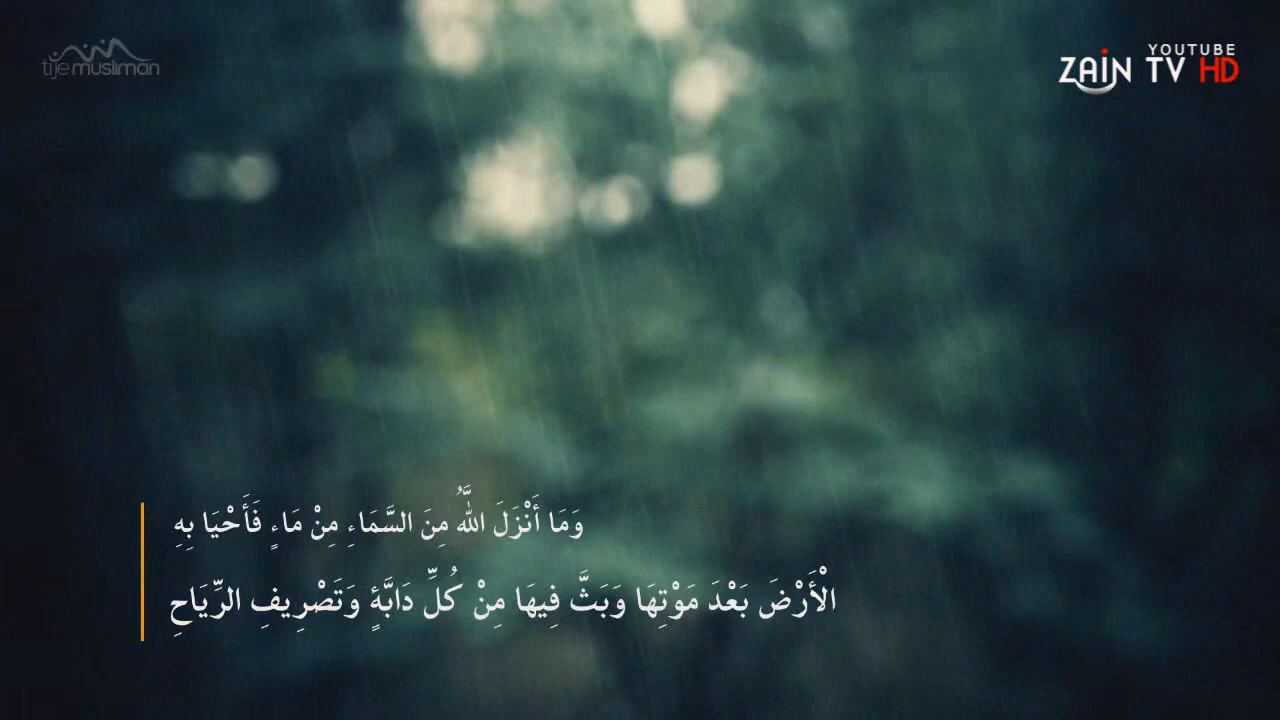 tije musliman
YOUTUBE
ZAIN TV HD
وَمَا أَنْزَلَ اللَّهُ مِنَ السَّمَاءِ مِنْ مَاءٍ فَأَحْيَا بِهِ
الْأَرْضَ بَعْدَ مَوْتِهَا وَبَثَّ فِيهَا مِنْ كُلِّ دَابَّةٍ وَتَصْرِيفِ الرِّيَاحِ